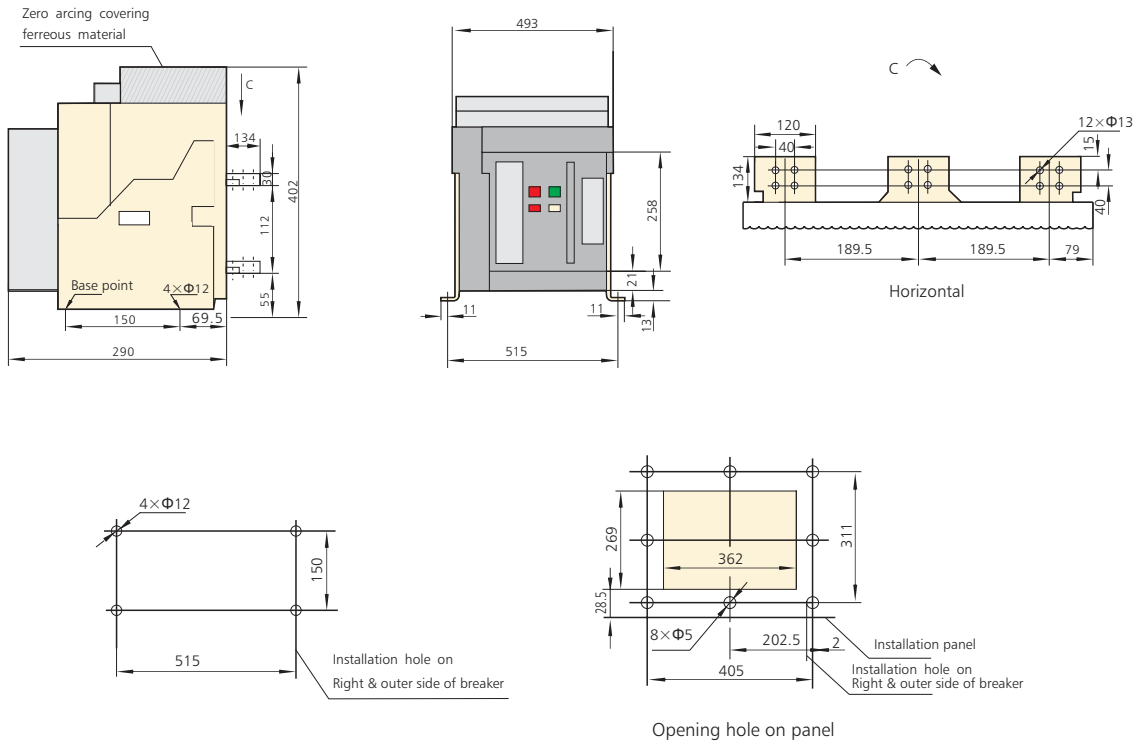 Zero arcing covering
ferreous material
C
134
30
402
112
55
Base point
4×Φ12
150
69.5
290
493
258
21
11
11
13
515
C
12×Φ13
120
40
15
134
40
189.5
189.5
79
Horizontal
4×Φ12
150
515
Installation hole on
Right & outer side of breaker
269
362
311
28.5
8×Φ5
202.5
2
405
Installation panel
Installation hole on
Right & outer side of breaker
Opening hole on panel